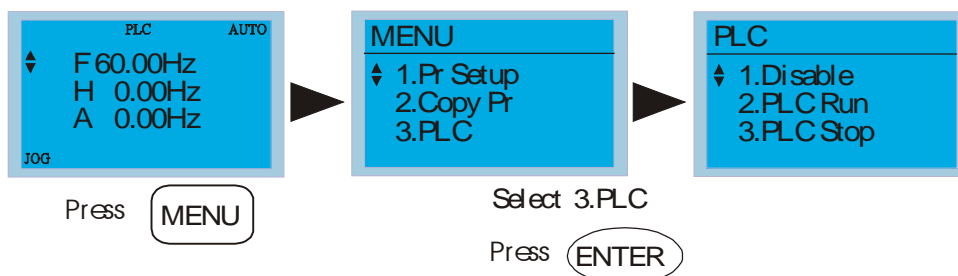 PLC AUTO
F 60.00Hz
H 0.00Hz
A 0.00Hz
JOG
Press MENU
MENU
1.Pr Setup
2.Copy Pr
3.PLC
Select 3.PLC
Press ENTER
PLC
1.Disable
2.PLC Run
3.PLC Stop